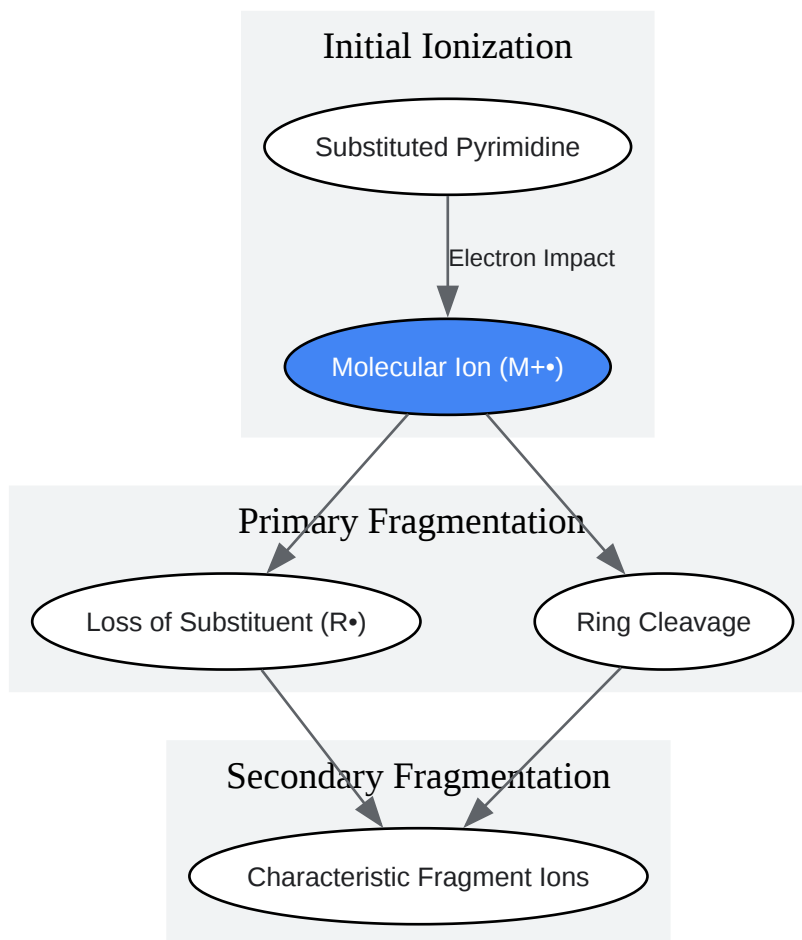 Initial Ionization
Substituted Pyrimidine
Electron Impact
Molecular Ion (M+•)
Primary Fragmentation
Loss of Substituent (R•)
Ring Cleavage
Secondary Fragmentation
Characteristic Fragment Ions